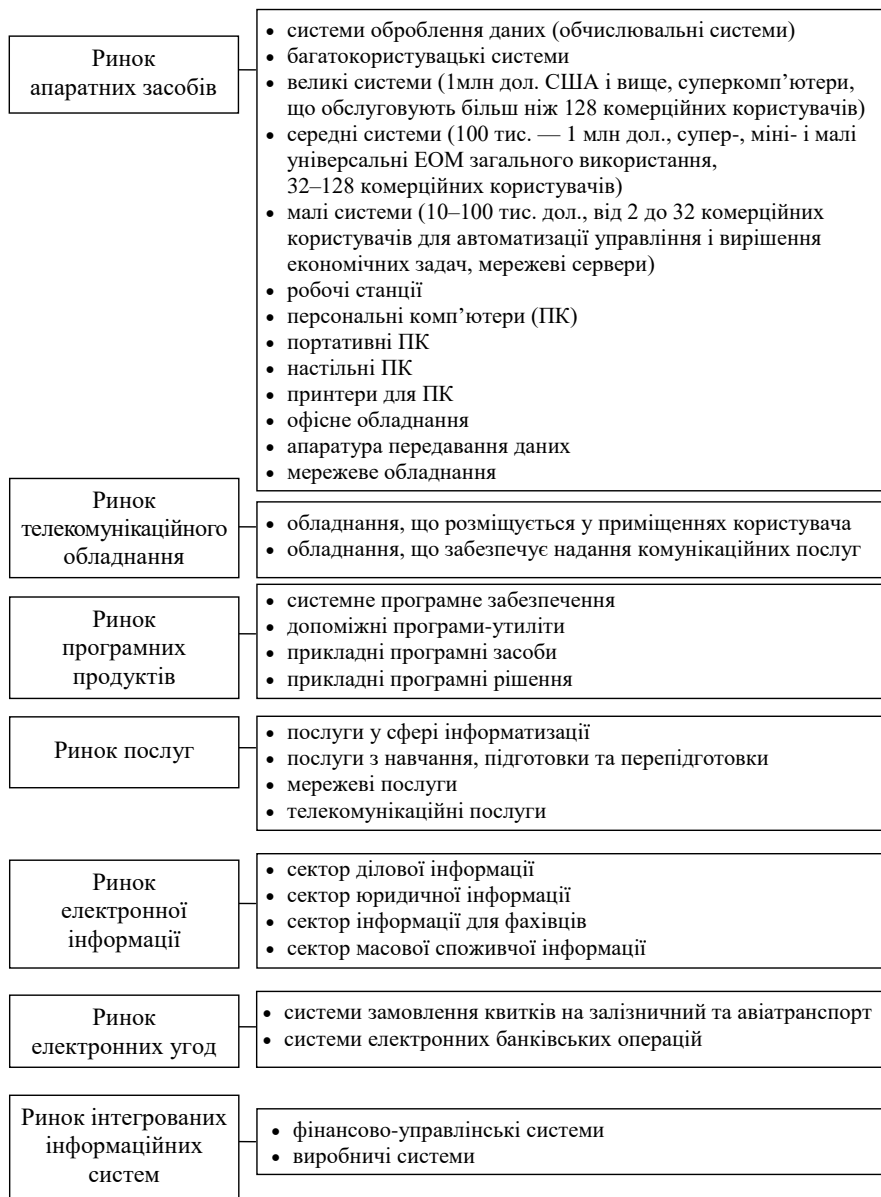 Ринок
апаратних засобів
• системи оброблення даних (обчислювальні системи)
• багатокористувацькі системи
• великі системи (1млн дол. США і вище, суперкомп’ютери,
що обслуговують більш ніж 128 комерційних користувачів)
• середні системи (100 тис. — 1 млн дол., супер-, міні- і малі
універсальні ЕОМ загального використання,
32–128 комерційних користувачів)
• малі системи (10–100 тис. дол., від 2 до 32 комерційних
користувачів для автоматизації управління і вирішення
економічних задач, мережеві сервери)
• робочі станції
• персональні комп’ютери (ПК)
• портативні ПК
• настільні ПК
• принтери для ПК
• офісне обладнання
• апаратура передавання даних
• мережеве обладнання
Ринок
телекомунікаційного
обладнання
• обладнання, що розміщується у приміщеннях користувача
• обладнання, що забезпечує надання комунікаційних послуг
Ринок
програмних
продуктів
• системне програмне забезпечення
• допоміжні програми-утиліти
• прикладні програмні засоби
• прикладні програмні рішення
Ринок послуг
• послуги у сфері інформатизації
• послуги з навчання, підготовки та перепідготовки
• мережеві послуги
• телекомунікаційні послуги
Ринок
електронної
інформації
• сектор ділової інформації
• сектор юридичної інформації
• сектор інформації для фахівців
• сектор масової споживчої інформації
Ринок
електронних угод
• системи замовлення квитків на залізничний та авіатранспорт
• системи електронних банківських операцій
Ринок інтегрованих
інформаційних
систем
• фінансово-управлінські системи
• виробничі системи